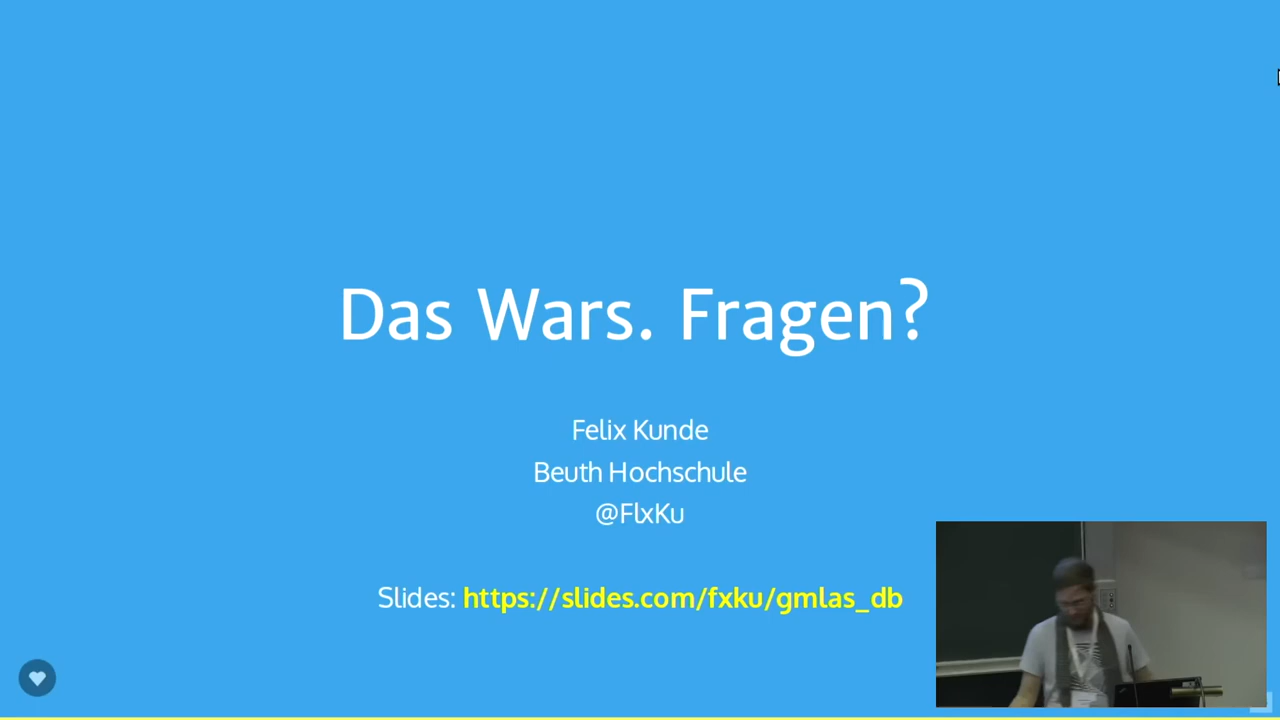 Das Wars. Fragen?
Felix Kunde
Beuth Hochschule
@FlxKu
Slides: https://slides.com/fxku/gmlas_db